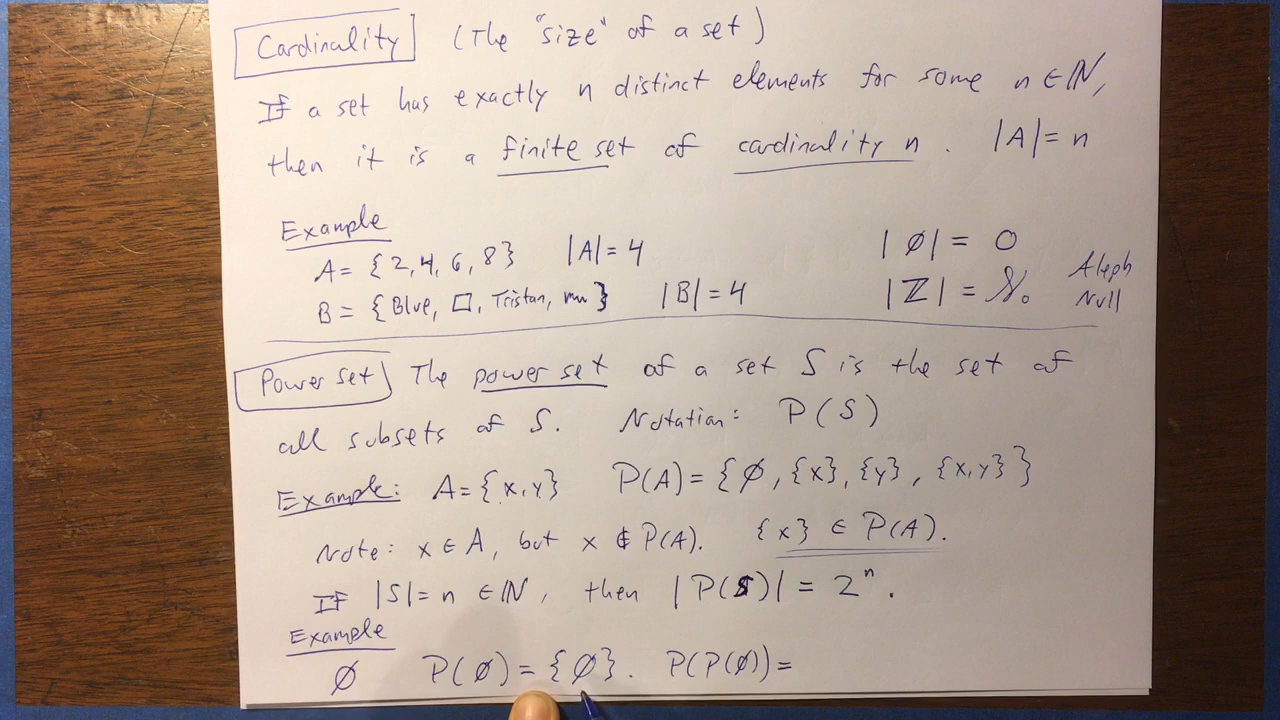 Cardinality (The "size" of a set)
If a set has exactly n distinct elements for some n ∈ ℕ,
then it is a finite set of cardinality n. |A| = n
Example
A = {2, 4, 6, 8} |A| = 4 |∅| = 0
B = {Blue, □, Tristan, } |B| = 4 |ℤ| = ℵ₀ Aleph Null
Power set The power set of a set S is the set of
all subsets of S. Notation: P(S)
Example: A = {x, y} P(A) = {∅, {x}, {y}, {x, y}}
Note: x ∈ A, but x ∉ P(A). {x} ∈ P(A).
If |S| = n ∈ ℕ, then |P(S)| = 2ⁿ.
Example
∅ P(∅) = {∅}. P(P(∅)) =